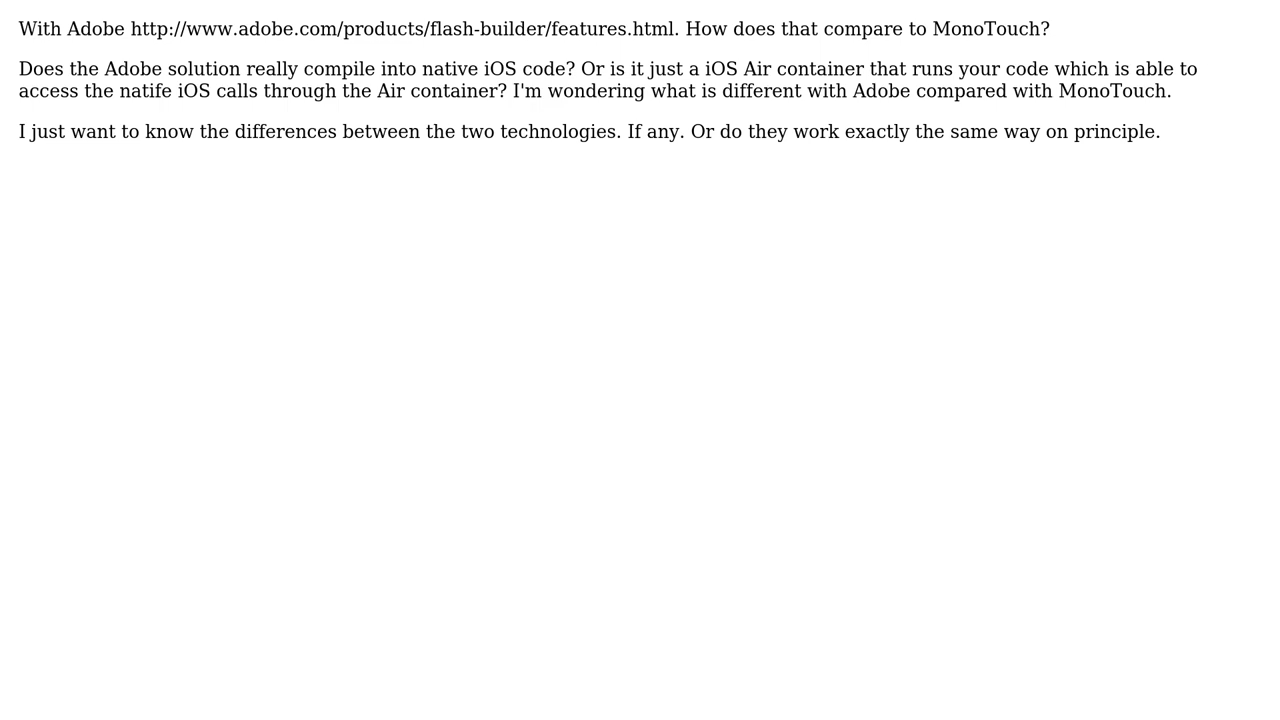 With Adobe http://www.adobe.com/products/flash-builder/features.html. How does that compare to MonoTouch?
Does the Adobe solution really compile into native iOS code? Or is it just a iOS Air container that runs your code which is able to
access the natife iOS calls through the Air container? I'm wondering what is different with Adobe compared with MonoTouch.
I just want to know the differences between the two technologies. If any. Or do they work exactly the same way on principle.